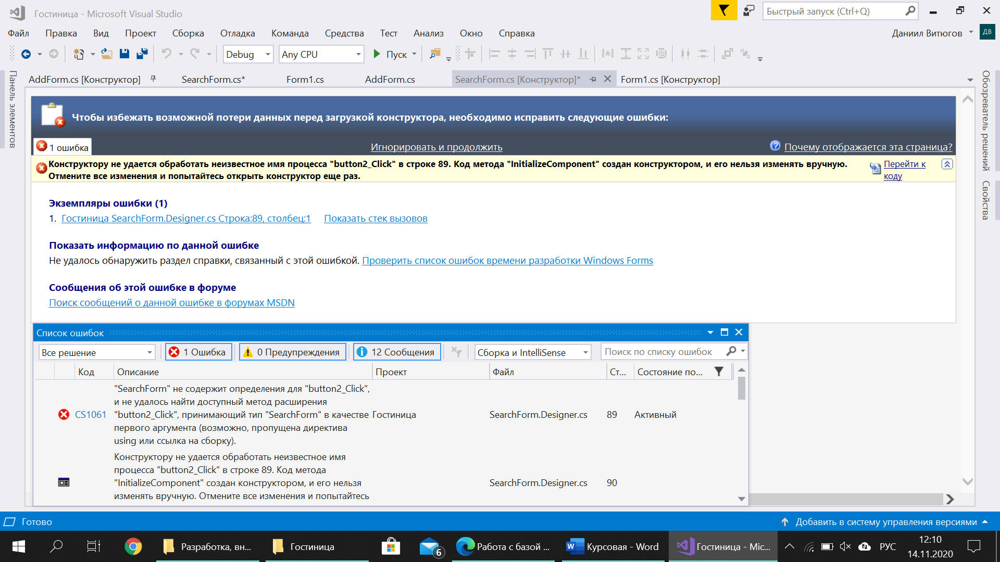 Гостиница - Microsoft Visual Studio
Быстрый запуск (Ctrl+Q)
Файл Правка Вид Проект Сборка Отладка Команда Средства Тест Анализ Окно Справка
Даниил Витюгов ДВ
Debug Any CPU Пуск
Панель элементов
AddForm.cs [Конструктор] SearchForm.cs* Form1.cs AddForm.cs SearchForm.cs [Конструктор]* Form1.cs [Конструктор]
Обозреватель решений
Свойства
Чтобы избежать возможной потери данных перед загрузкой конструктора, необходимо исправить следующие ошибки:
1 ошибка Игнорировать и продолжить Почему отображается эта страница?
Конструктору не удается обработать неизвестное имя процесса "button2_Click" в строке 89. Код метода "InitializeComponent" создан конструктором, и его нельзя изменять вручную.
Отмените все изменения и попытайтесь открыть конструктор еще раз.
Перейти к
коду
Экземпляры ошибки (1)
1. Гостиница SearchForm.Designer.cs Строка:89, столбец:1 Показать стек вызовов
Показать информацию по данной ошибке
Не удалось обнаружить раздел справки, связанный с этой ошибкой. Проверить список ошибок времени разработки Windows Forms
Сообщения об этой ошибке в форуме
Поиск сообщений о данной ошибке в форумах MSDN
Список ошибок
Все решение 1 Ошибка 0 Предупреждения 12 Сообщения Сборка и IntelliSense Поиск по списку ошибок
Код Описание Проект Файл Ст... Состояние по...
"SearchForm" не содержит определения для "button2_Click",
и не удалось найти доступный метод расширения
CS1061 "button2_Click", принимающий тип "SearchForm" в качестве Гостиница SearchForm.Designer.cs 89 Активный
первого аргумента (возможно, пропущена директива
using или ссылка на сборку).
Конструктору не удается обработать неизвестное имя
процесса "button2_Click" в строке 89. Код метода
"InitializeComponent" создан конструктором, и его нельзя SearchForm.Designer.cs 90
изменять вручную. Отмените все изменения и попытайтесь
Готово
Добавить в систему управления версиями
Разработка, вн... Гостиница 6 Работа с базой ... Курсовая - Word Гостиница - Mic... РУС
12:10
14.11.2020